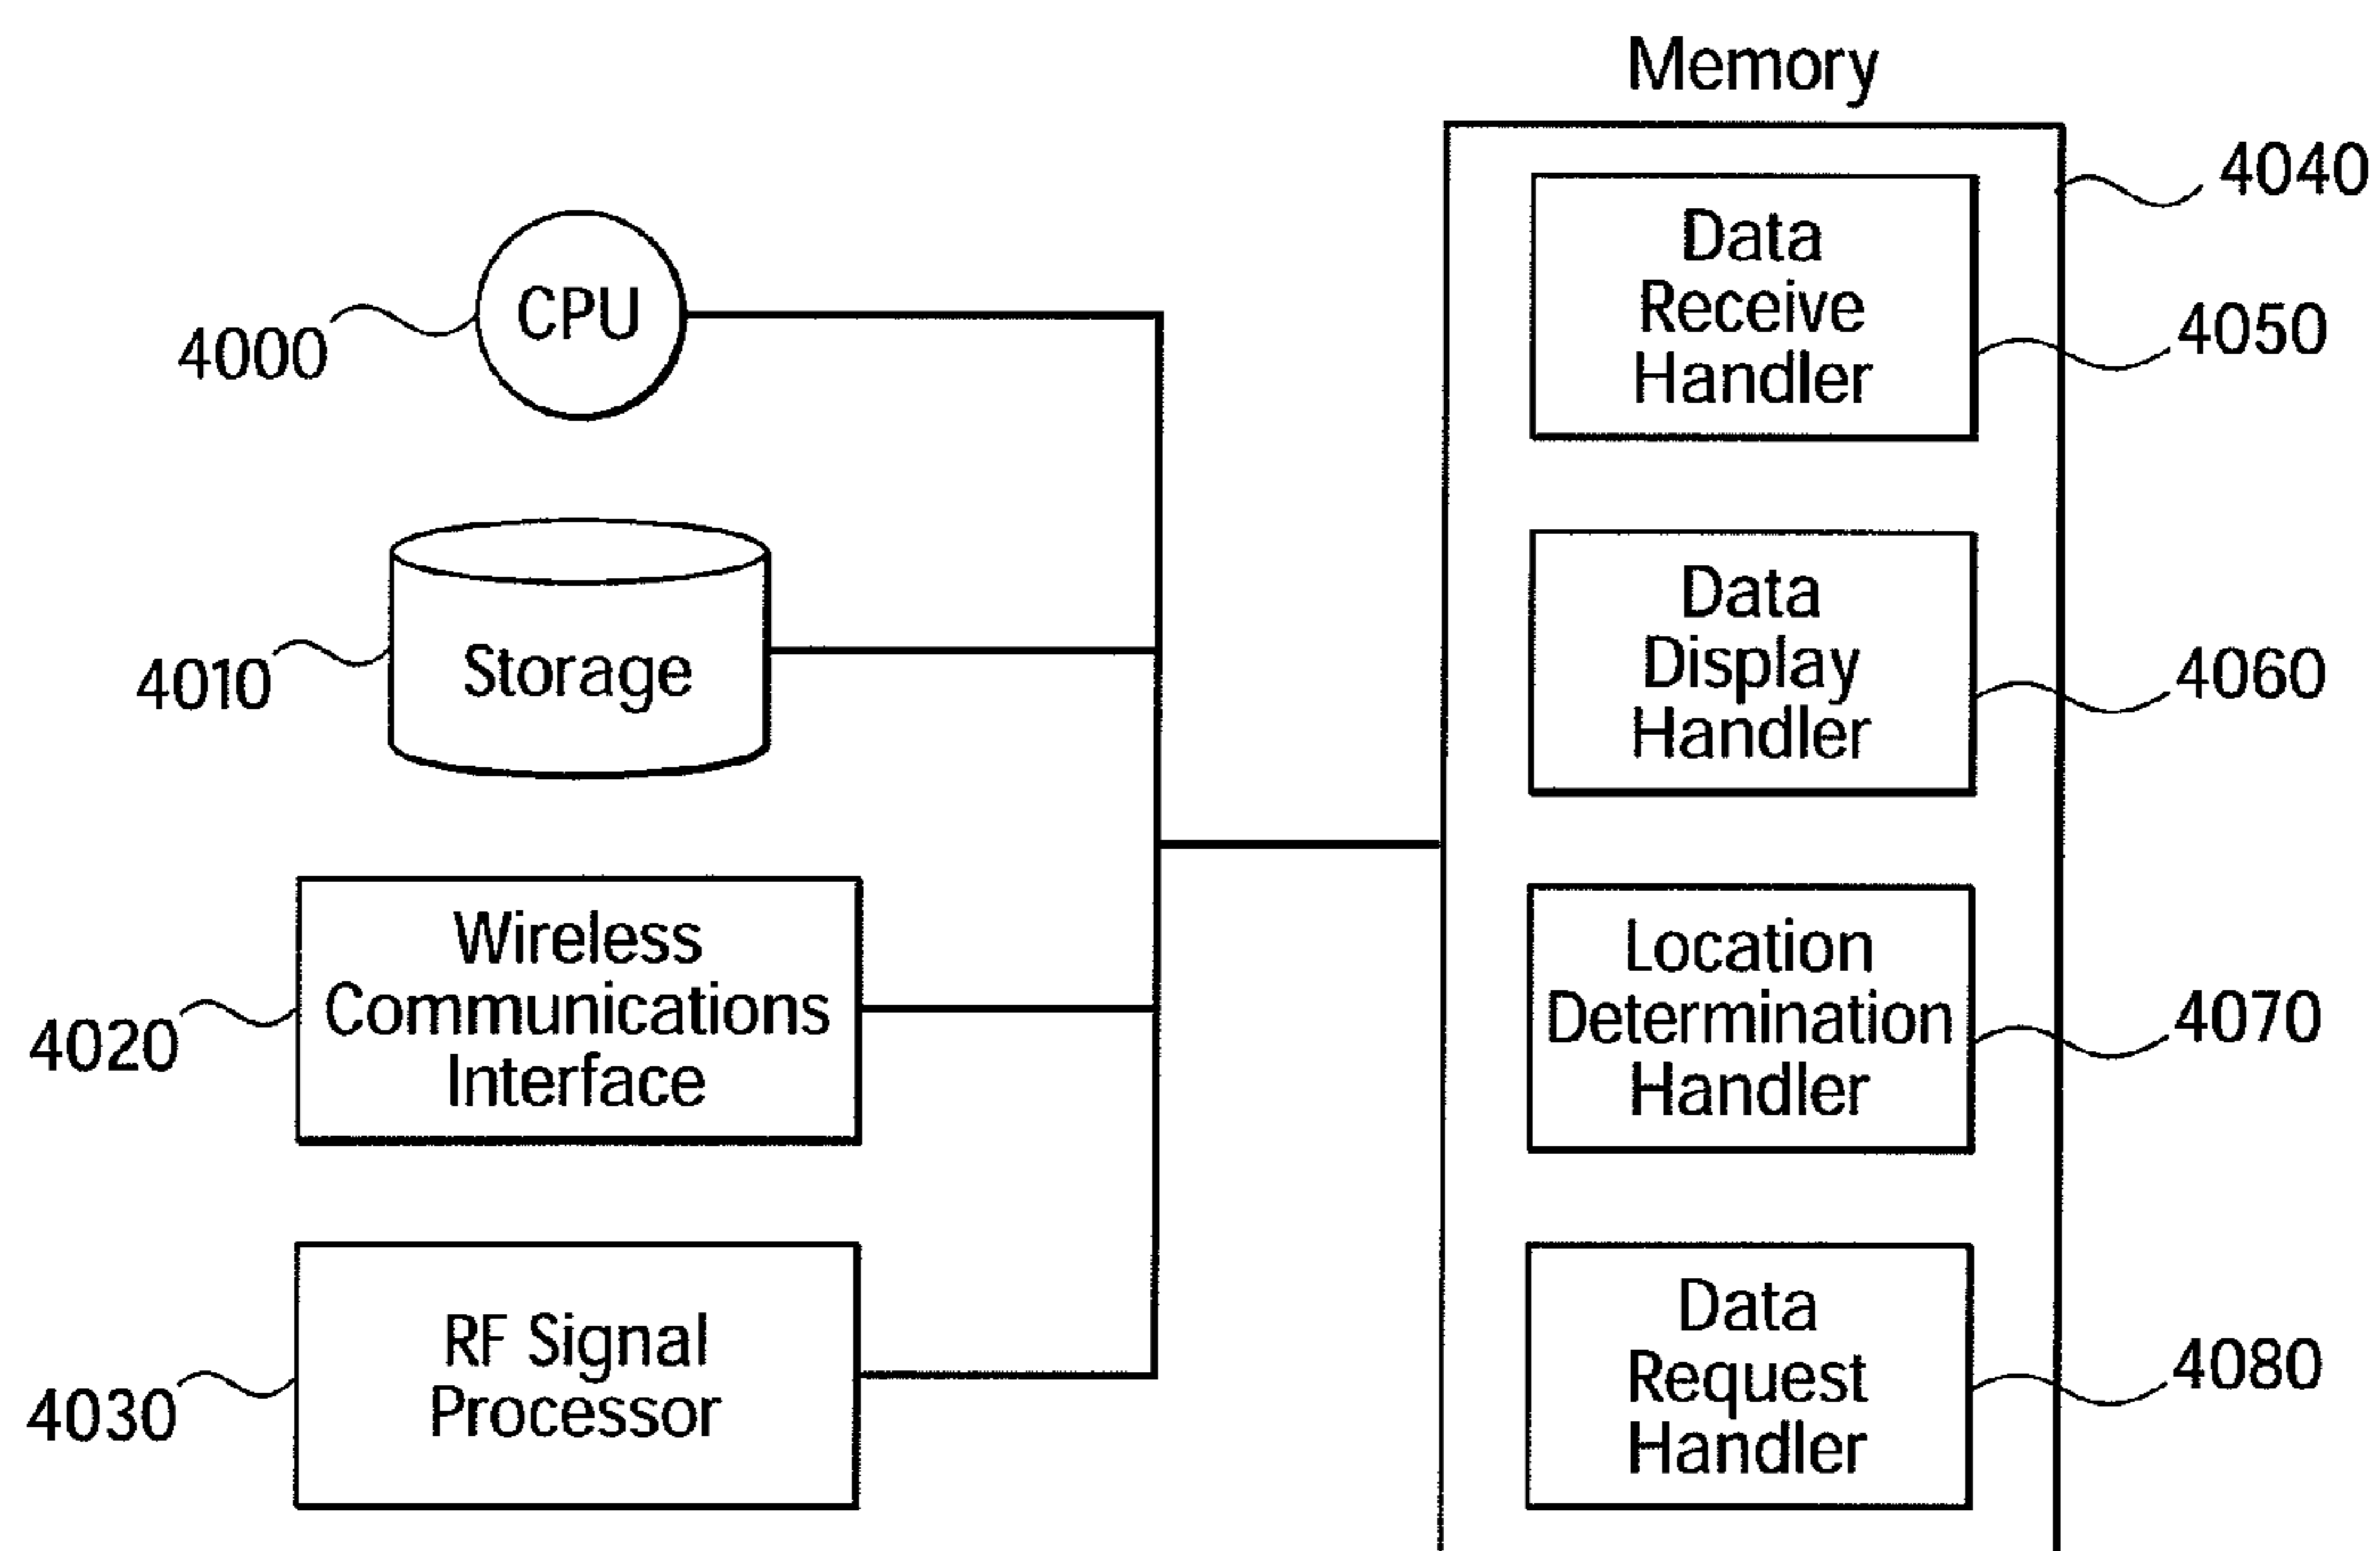 Memory
4040
Data
Receive
Handler
4050
CPU
4000
Data
Display
Handler
4060
Storage
4010
Wireless
Communications
Interface
4020
Location
Determination
Handler
4070
RF Signal
Processor
4030
Data
Request
Handler
4080